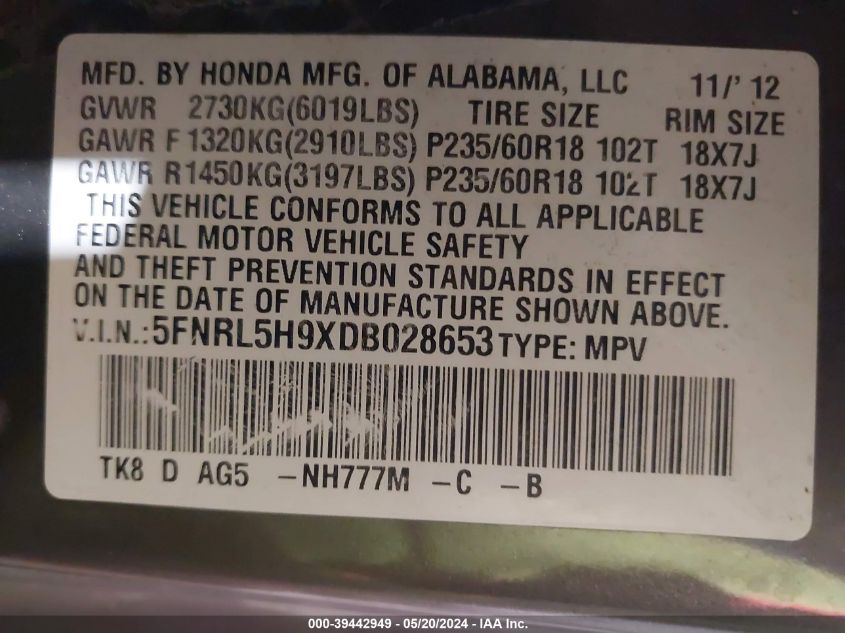 MFD. BY HONDA MFG. OF ALABAMA, LLC 11/'12
GVWR 2730KG(6019LBS) TIRE SIZE RIM SIZE
GAWR F 1320KG(2910LBS) P235/60R18 102T 18X7J
GAWR R1450KG(3197LBS) P235/60R18 102T 18X7J
THIS VEHICLE CONFORMS TO ALL APPLICABLE
FEDERAL MOTOR VEHICLE SAFETY
AND THEFT PREVENTION STANDARDS IN EFFECT
ON THE DATE OF MANUFACTURE SHOWN ABOVE.
V.I.N.:5FNRL5H9XDB028653 TYPE: MPV
TK8 D AG5 -NH777M -C -B
000-39442949 - 05/20/2024 - IAA Inc.